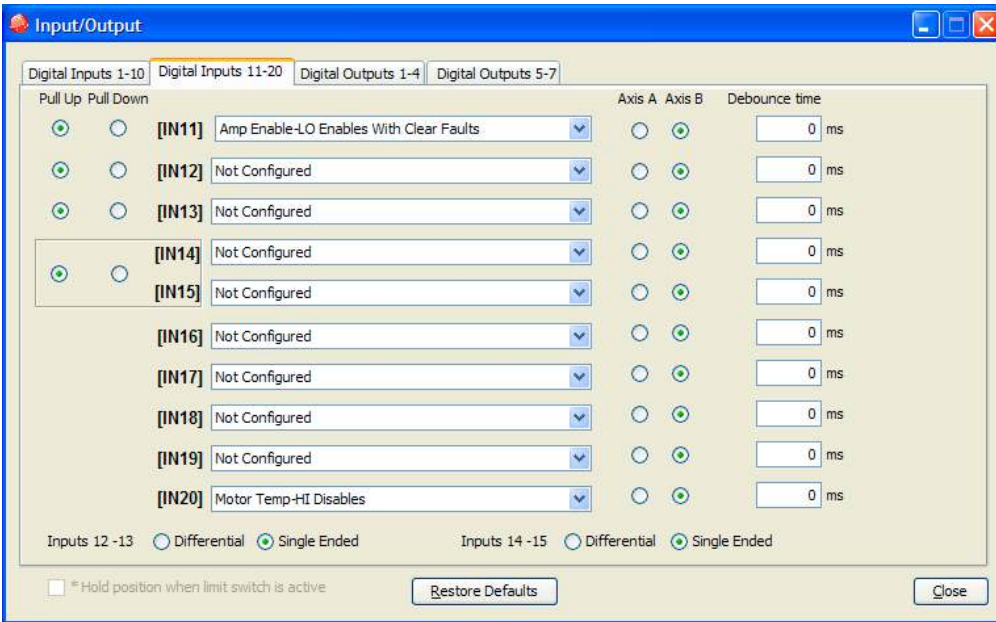 Input/Output
Digital Inputs 1-10 Digital Inputs 11-20 Digital Outputs 1-4 Digital Outputs 5-7
Pull Up Pull Down Axis A Axis B Debounce time
[IN11] Amp Enable-LO Enables With Clear Faults 0 ms
[IN12] Not Configured 0 ms
[IN13] Not Configured 0 ms
[IN14] Not Configured 0 ms
[IN15] Not Configured 0 ms
[IN16] Not Configured 0 ms
[IN17] Not Configured 0 ms
[IN18] Not Configured 0 ms
[IN19] Not Configured 0 ms
[IN20] Motor Temp-HI Disables 0 ms
Inputs 12 -13 Differential Single Ended Inputs 14 -15 Differential Single Ended
* Hold position when limit switch is active Restore Defaults Close